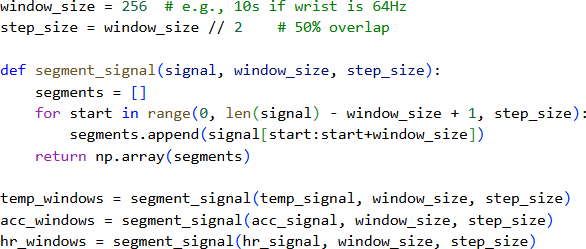 window_size = 256  # e.g., 10s if wrist is 64Hz
step_size = window_size // 2    # 50% overlap

def segment_signal(signal, window_size, step_size):
    segments = []
    for start in range(0, len(signal) - window_size + 1, step_size):
        segments.append(signal[start:start+window_size])
    return np.array(segments)

temp_windows = segment_signal(temp_signal, window_size, step_size)
acc_windows = segment_signal(acc_signal, window_size, step_size)
hr_windows = segment_signal(hr_signal, window_size, step_size)